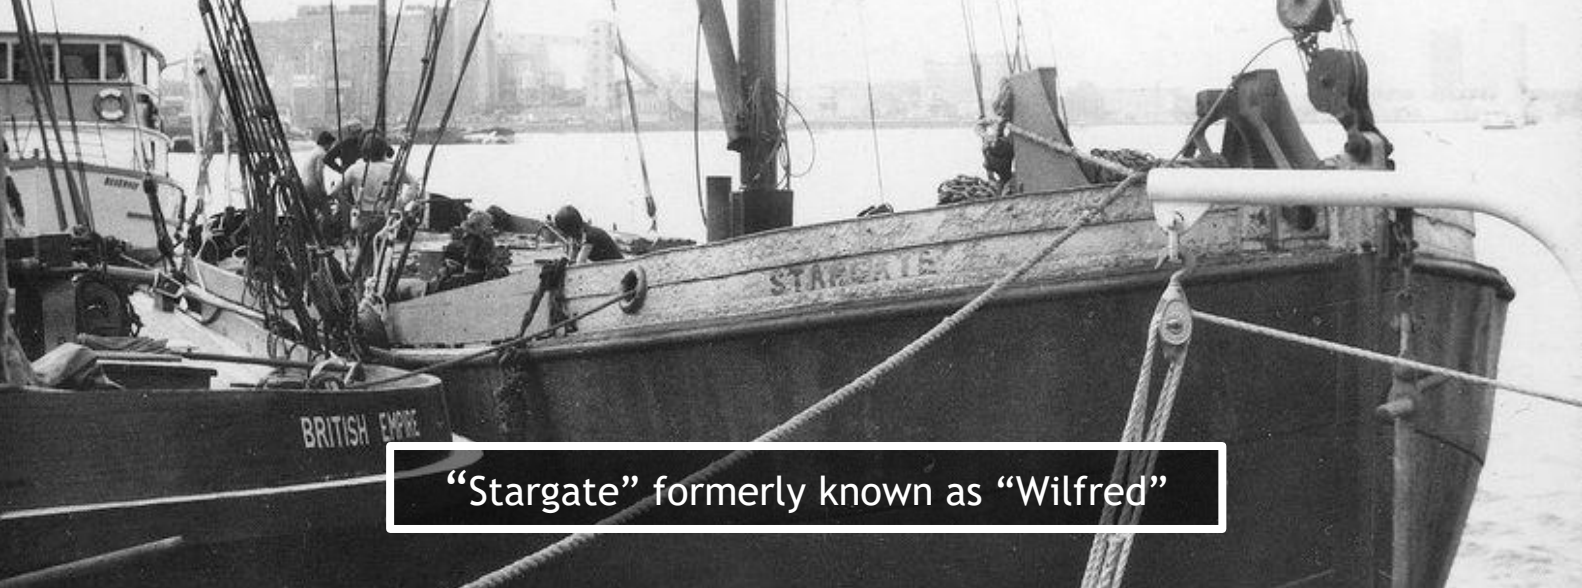 STARGATE
BRITISH EMPIRE
“Stargate” formerly known as “Wilfred”